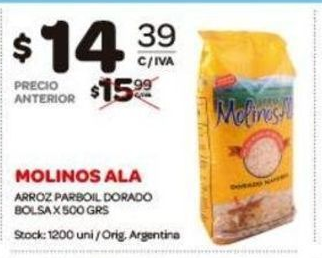 $14 39
C/IVA
PRECIO
ANTERIOR $15.99
MOLINOS ALA
ARROZ PARBOIL DORADO
BOLSA X 500 GRS
Stock: 1200 uni / Orig. Argentina
Molinos Ala